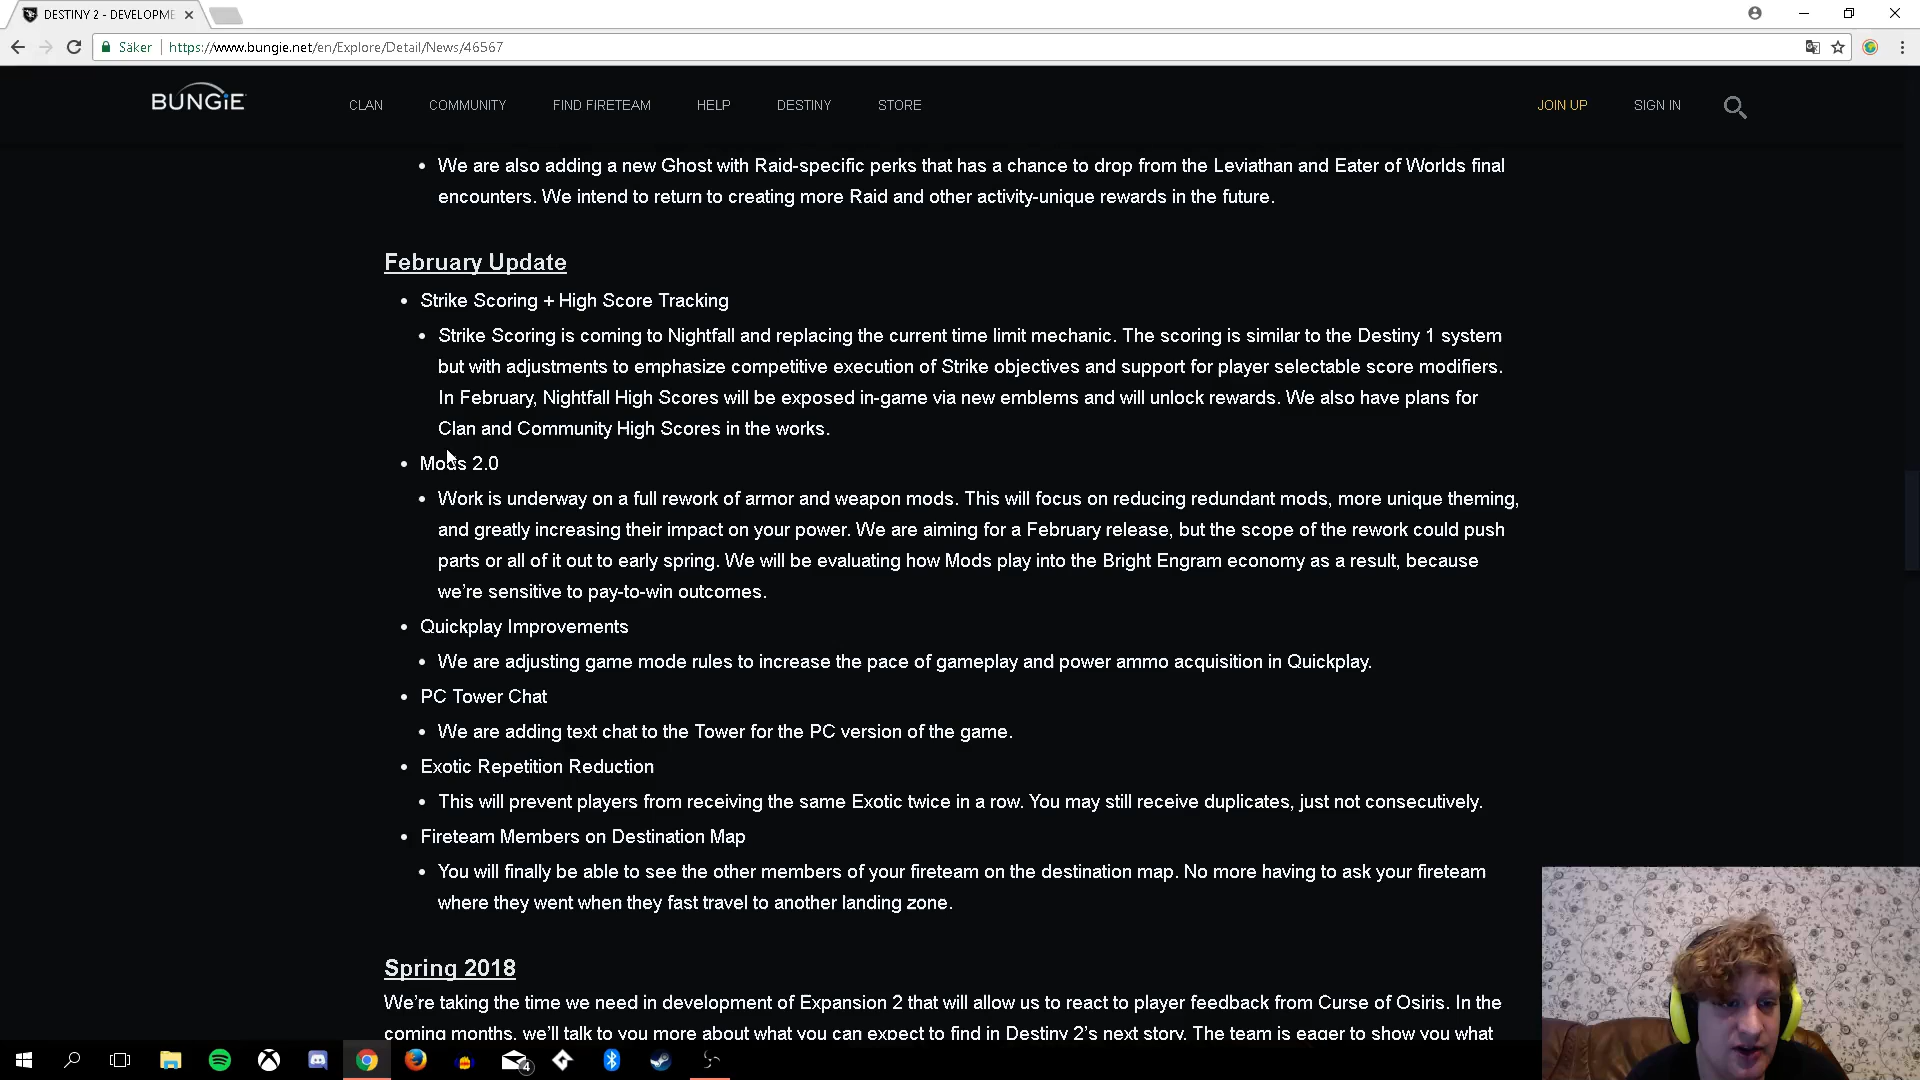 DESTINY 2 - DEVELOPME
Säker
https://www.bungie.net/en/Explore/Detail/News/46567
BUNGiE
CLAN
COMMUNITY
FIND FIRETEAM
HELP
DESTINY
STORE
JOIN UP
SIGN IN
We are also adding a new Ghost with Raid-specific perks that has a chance to drop from the Leviathan and Eater of Worlds final
encounters. We intend to return to creating more Raid and other activity-unique rewards in the future.
February Update
Strike Scoring + High Score Tracking
Strike Scoring is coming to Nightfall and replacing the current time limit mechanic. The scoring is similar to the Destiny 1 system
but with adjustments to emphasize competitive execution of Strike objectives and support for player selectable score modifiers.
In February, Nightfall High Scores will be exposed in-game via new emblems and will unlock rewards. We also have plans for
Clan and Community High Scores in the works.
Mods 2.0
Work is underway on a full rework of armor and weapon mods. This will focus on reducing redundant mods, more unique theming,
and greatly increasing their impact on your power. We are aiming for a February release, but the scope of the rework could push
parts or all of it out to early spring. We will be evaluating how Mods play into the Bright Engram economy as a result, because
we’re sensitive to pay-to-win outcomes.
Quickplay Improvements
We are adjusting game mode rules to increase the pace of gameplay and power ammo acquisition in Quickplay.
PC Tower Chat
We are adding text chat to the Tower for the PC version of the game.
Exotic Repetition Reduction
This will prevent players from receiving the same Exotic twice in a row. You may still receive duplicates, just not consecutively.
Fireteam Members on Destination Map
You will finally be able to see the other members of your fireteam on the destination map. No more having to ask your fireteam
where they went when they fast travel to another landing zone.
Spring 2018
We’re taking the time we need in development of Expansion 2 that will allow us to react to player feedback from Curse of Osiris. In the
coming months, we’ll talk to you more about what you can expect to find in Destiny 2’s next story. The team is eager to show you what
4